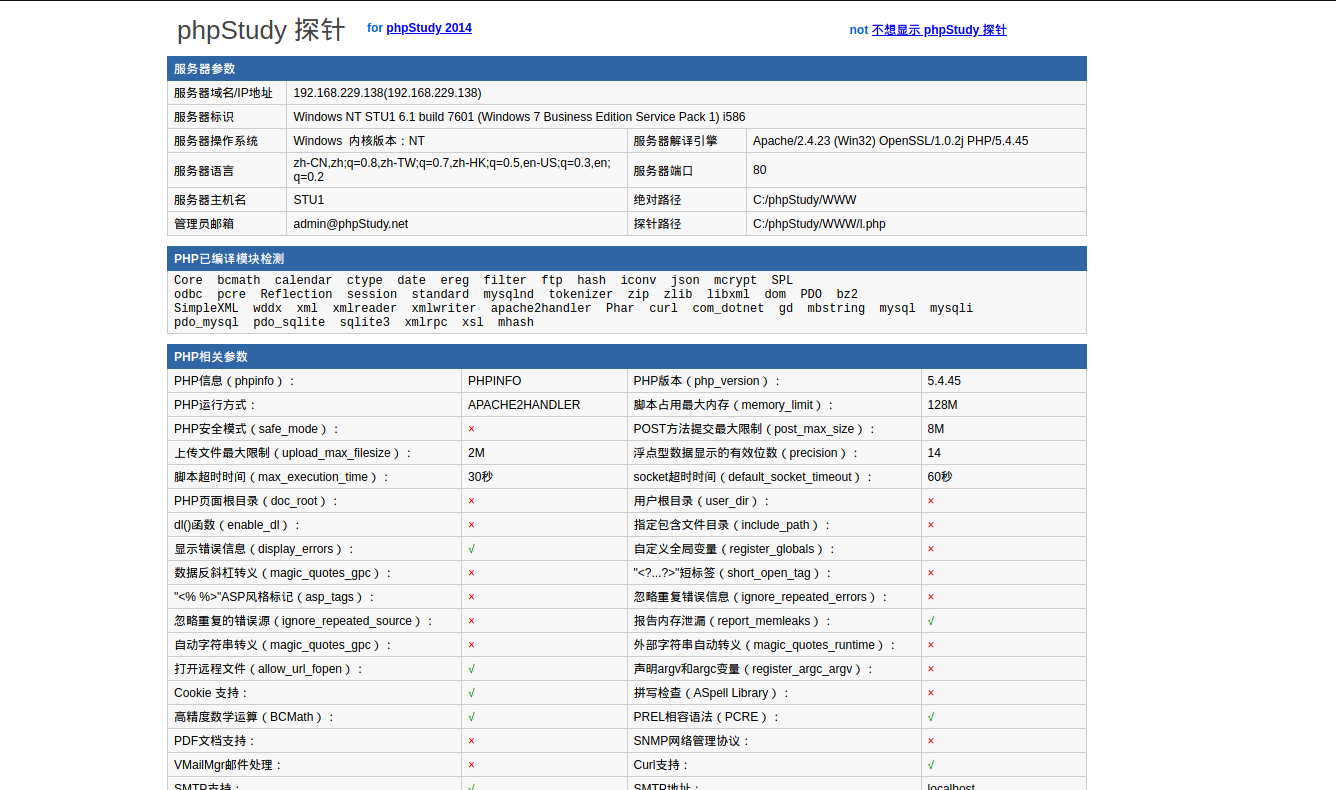 phpStudy 探针 for phpStudy 2014 not 不想显示 phpStudy 探针
服务器参数
服务器域名/IP地址 192.168.229.138(192.168.229.138)
服务器标识 Windows NT STU1 6.1 build 7601 (Windows 7 Business Edition Service Pack 1) i586
服务器操作系统 Windows 内核版本：NT 服务器解译引擎 Apache/2.4.23 (Win32) OpenSSL/1.0.2j PHP/5.4.45
服务器语言 zh-CN,zh;q=0.8,zh-TW;q=0.7,zh-HK;q=0.5,en-US;q=0.3,en;
q=0.2 服务器端口 80
服务器主机名 STU1 绝对路径 C:/phpStudy/WWW
管理员邮箱 admin@phpStudy.net 探针路径 C:/phpStudy/WWW/l.php
PHP已编译模块检测
Core bcmath calendar ctype date ereg filter ftp hash iconv json mcrypt SPL
odbc pcre Reflection session standard mysqlnd tokenizer zip zlib libxml dom PDO bz2
SimpleXML wddx xml xmlreader xmlwriter apache2handler Phar curl com_dotnet gd mbstring mysql mysqli
pdo_mysql pdo_sqlite sqlite3 xmlrpc xsl mhash
PHP相关参数
PHP信息（phpinfo）： PHPINFO PHP版本（php_version）： 5.4.45
PHP运行方式： APACHE2HANDLER 脚本占用最大内存（memory_limit）： 128M
PHP安全模式（safe_mode）： × POST方法提交最大限制（post_max_size）： 8M
上传文件最大限制（upload_max_filesize）： 2M 浮点型数据显示的有效位数（precision）： 14
脚本超时时间（max_execution_time）： 30秒 socket超时时间（default_socket_timeout）： 60秒
PHP页面根目录（doc_root）： × 用户根目录（user_dir）： ×
dl()函数（enable_dl）： × 指定包含文件目录（include_path）： ×
显示错误信息（display_errors）： √ 自定义全局变量（register_globals）： ×
数据反斜杠转义（magic_quotes_gpc）： × "<?...?>"短标签（short_open_tag）： ×
"<% %>"ASP风格标记（asp_tags）： × 忽略重复错误信息（ignore_repeated_errors）： ×
忽略重复的错误源（ignore_repeated_source）： × 报告内存泄漏（report_memleaks）： √
自动字符串转义（magic_quotes_gpc）： × 外部字符串自动转义（magic_quotes_runtime）： ×
打开远程文件（allow_url_fopen）： √ 声明argv和argc变量（register_argc_argv）： ×
Cookie 支持： √ 拼写检查（ASpell Library）： ×
高精度数学运算（BCMath）： √ PREL相容语法（PCRE）： √
PDF文档支持： × SNMP网络管理协议： ×
VMailMgr邮件处理： × Curl支持： √
SMTP支持： √ SMTP地址： localhost